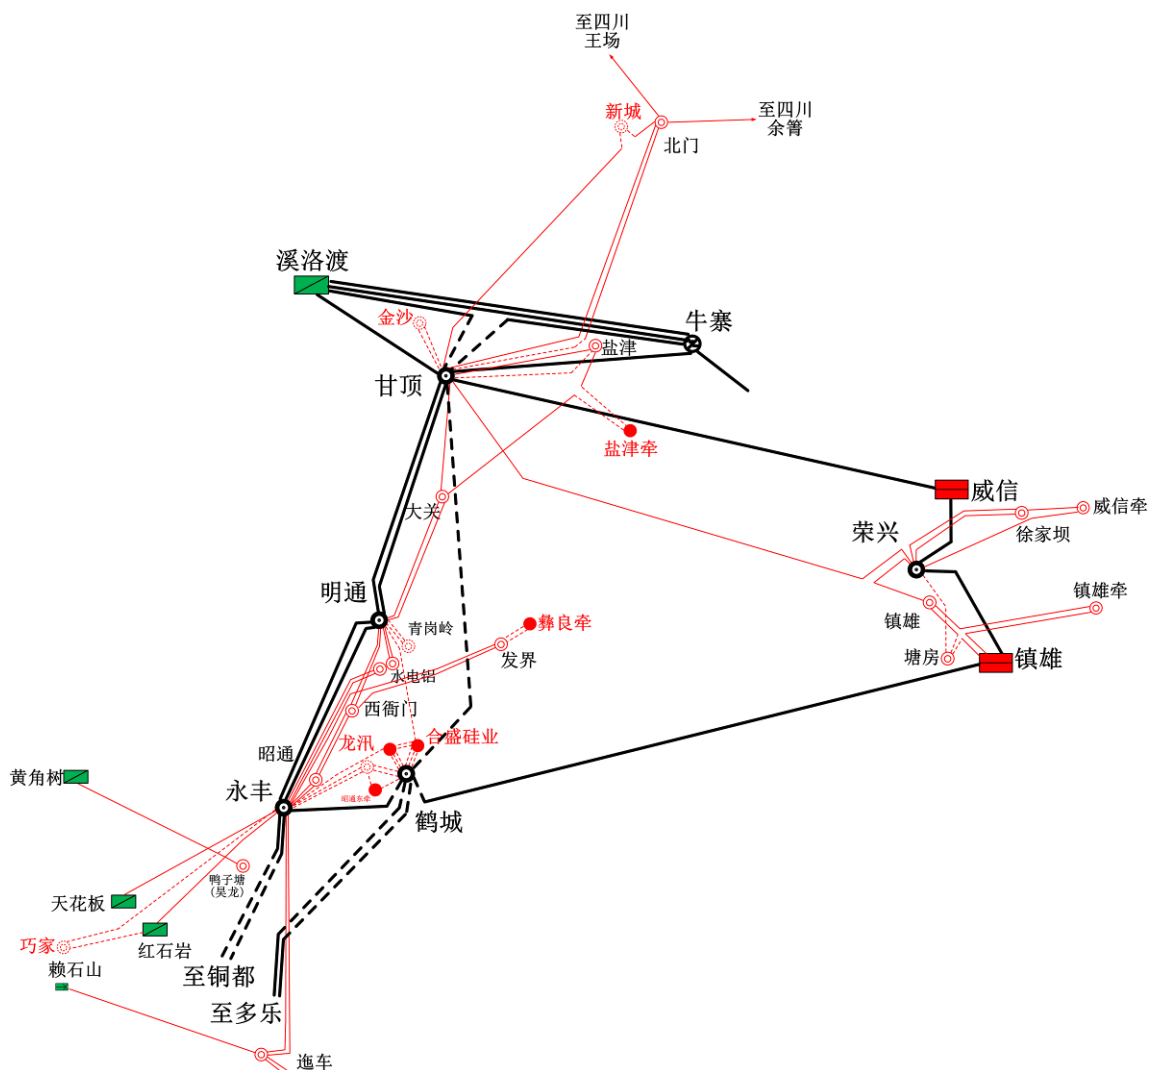 至四川
王场
新城
至四川
余箐
北门
溪洛渡
金沙
牛寨
盐津
甘顶
盐津牵
威信
大关
威信牵
荣兴
徐家坝
明通
镇雄牵
青岗岭
彝良牵
镇雄
发界
塘房
镇雄
水电铝
西衙门
龙汛
合盛硅业
昭通
黄角树
永丰
昭通东牵
鹤城
鸭子塘
(昊龙)
天花板
巧家
红石岩
赖石山
至铜都
至多乐
迤车